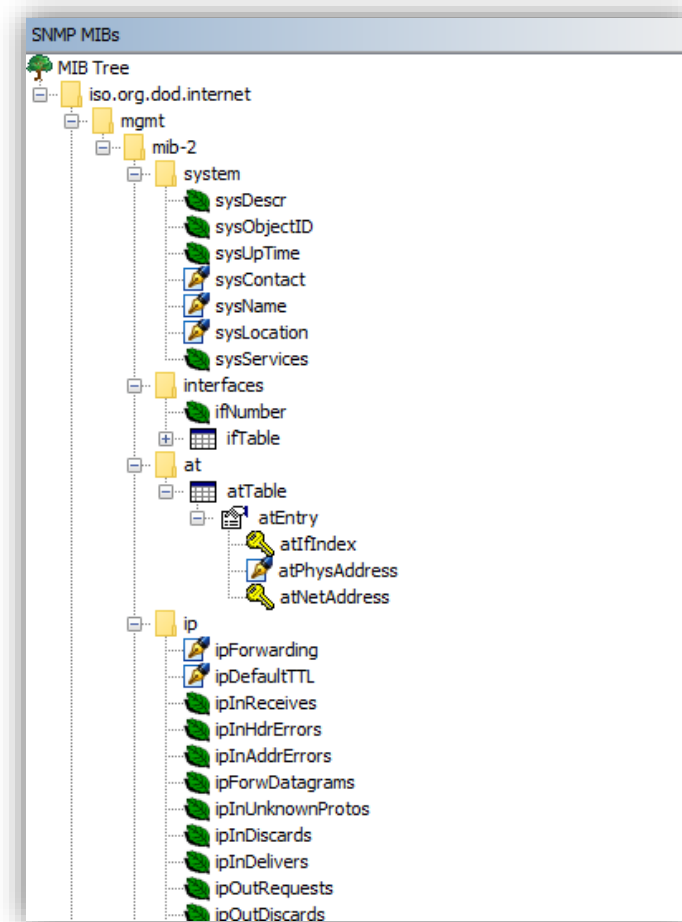 SNMP MIBs
MIB Tree
iso.org.dod.internet
mgmt
mib-2
system
sysDescr
sysObjectID
sysUpTime
sysContact
sysName
sysLocation
sysServices
interfaces
ifNumber
ifTable
at
atTable
atEntry
atIfIndex
atPhysAddress
atNetAddress
ip
ipForwarding
ipDefaultTTL
ipInReceives
ipInHdrErrors
ipInAddrErrors
ipForwDatagrams
ipInUnknownProtos
ipInDiscards
ipInDelivers
ipOutRequests
ipOutDiscards